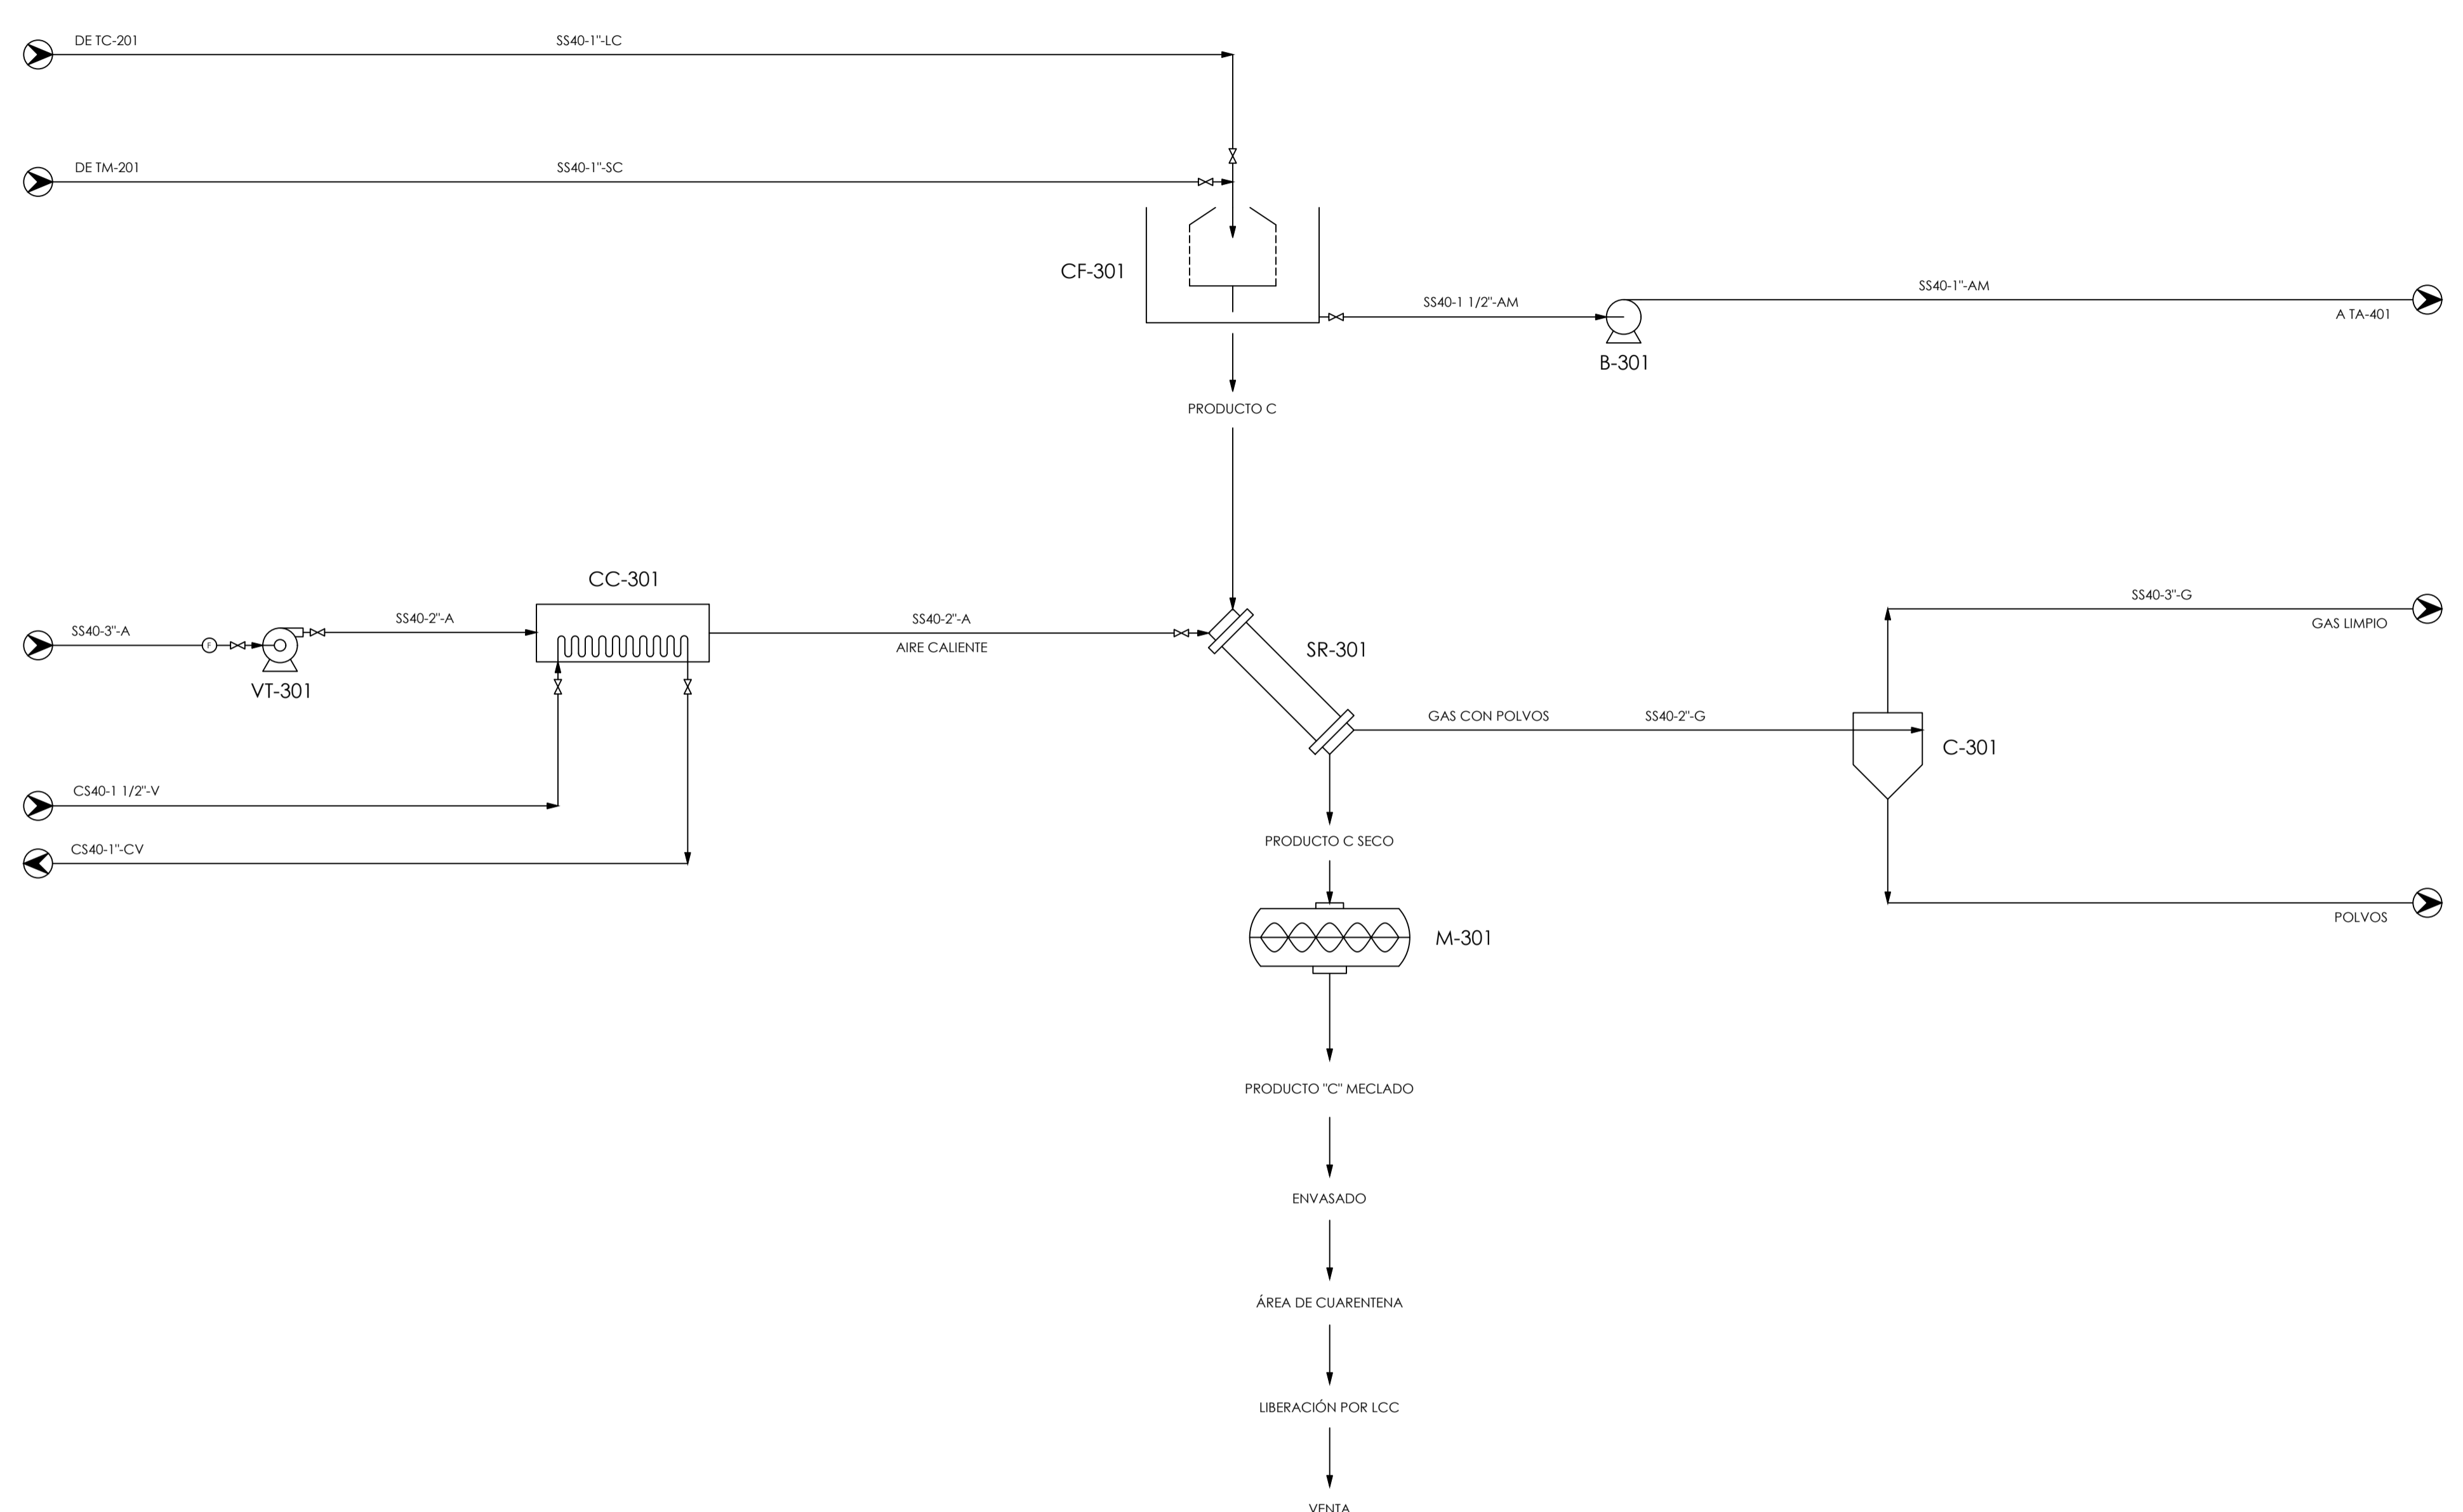 DE TC-201
SS40-1"-LC
DE TM-201
SS40-1"-SC
CF-301
SS40-1 1/2"-AM
SS40-1"-AM
A TA-401
B-301
PRODUCTO C
CC-301
SS40-3"-A
F
SS40-2"-A
SS40-2"-A
AIRE CALIENTE
VT-301
SR-301
SS40-3"-G
GAS LIMPIO
GAS CON POLVOS
SS40-2"-G
C-301
CS40-1 1/2"-V
CS40-1"-CV
PRODUCTO C SECO
POLVOS
M-301
PRODUCTO "C" MECLADO
ENVASADO
ÁREA DE CUARENTENA
LIBERACIÓN POR LCC
VENTA